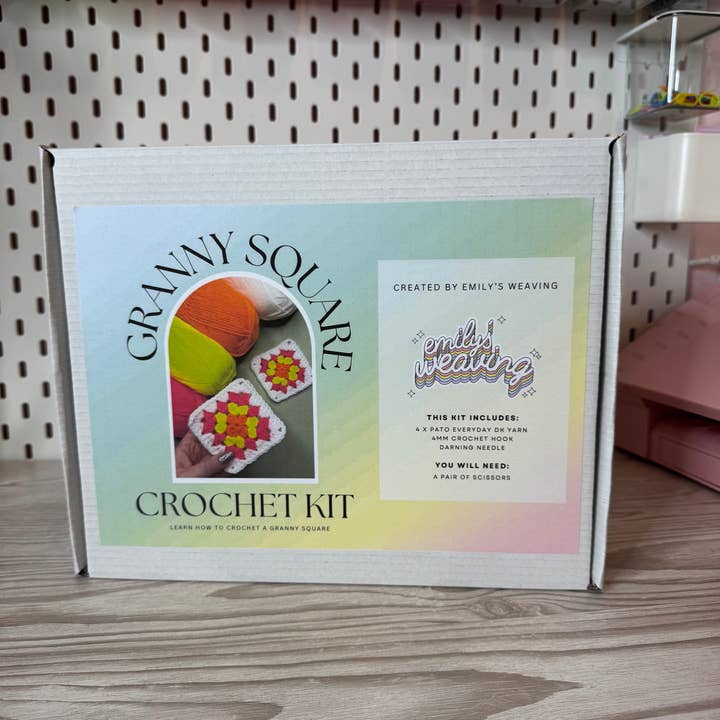 GRANNY SQUARE
CROCHET KIT
LEARN HOW TO CROCHET A GRANNY SQUARE
CREATED BY EMILY'S WEAVING
emily's
weaving
THIS KIT INCLUDES:
4 X PATO EVERYDAY DK YARN
4MM CROCHET HOOK
DARNING NEEDLE
YOU WILL NEED:
A PAIR OF SCISSORS